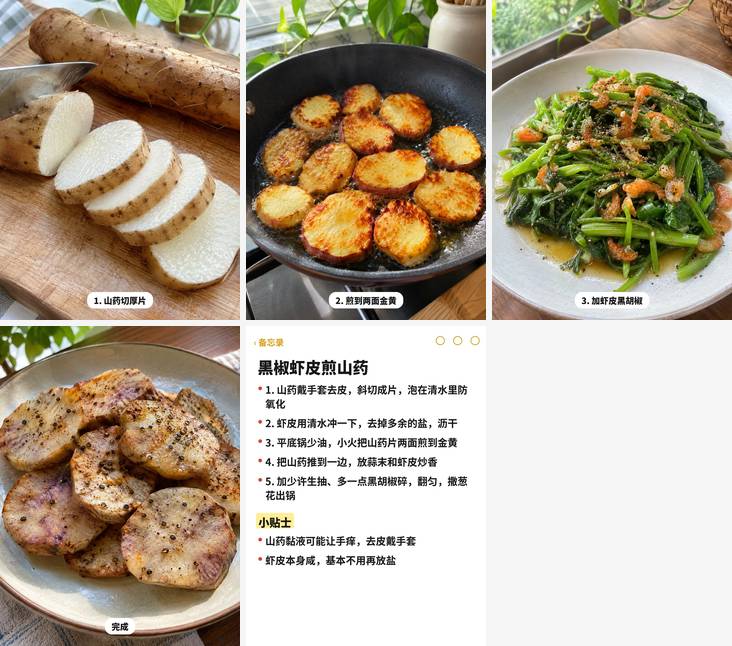 1. 山药切厚片
2. 煎到两面金黄
3. 加虾皮黑胡椒
完成
‹ 备忘录
黑椒虾皮煎山药
• 1. 山药戴手套去皮，斜切成片，泡在清水里防
氧化
• 2. 虾皮用清水冲一下，去掉多余的盐，沥干
• 3. 平底锅少油，小火把山药片两面煎到金黄
• 4. 把山药推到一边，放蒜末和虾皮炒香
• 5. 加少许生抽、多一点黑胡椒碎，翻匀，撒葱
花出锅
小贴士
• 山药黏液可能让手痒，去皮戴手套
• 虾皮本身咸，基本不用再放盐